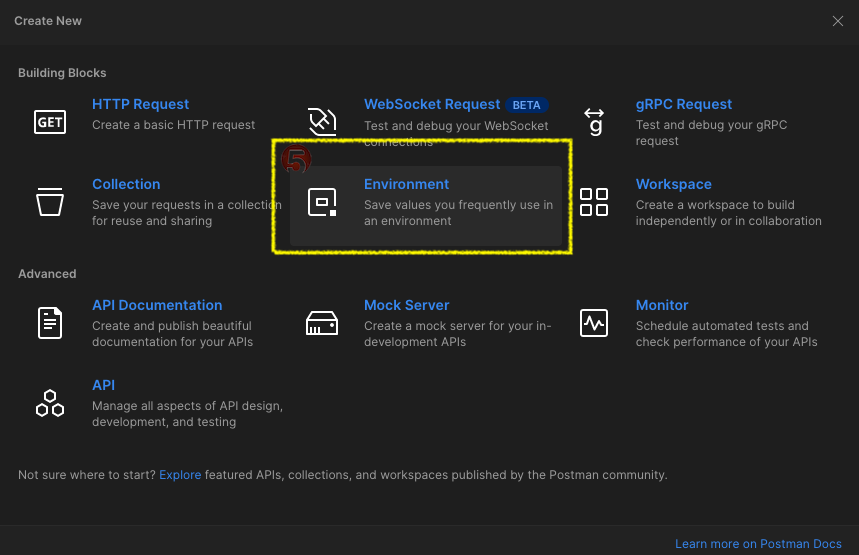 Create New
Building Blocks
GET
HTTP Request
Create a basic HTTP request
WebSocket Request BETA
Test and debug your WebSocket
connections
g
gRPC Request
Test and debug your gRPC
request
5
Collection
Save your requests in a collection
for reuse and sharing
Environment
Save values you frequently use in
an environment
Workspace
Create a workspace to build
independently or in collaboration
Advanced
API Documentation
Create and publish beautiful
documentation for your APIs
Mock Server
Create a mock server for your in-
development APIs
Monitor
Schedule automated tests and
check performance of your APIs
API
Manage all aspects of API design,
development, and testing
Not sure where to start? Explore featured APIs, collections, and workspaces published by the Postman community.
Learn more on Postman Docs